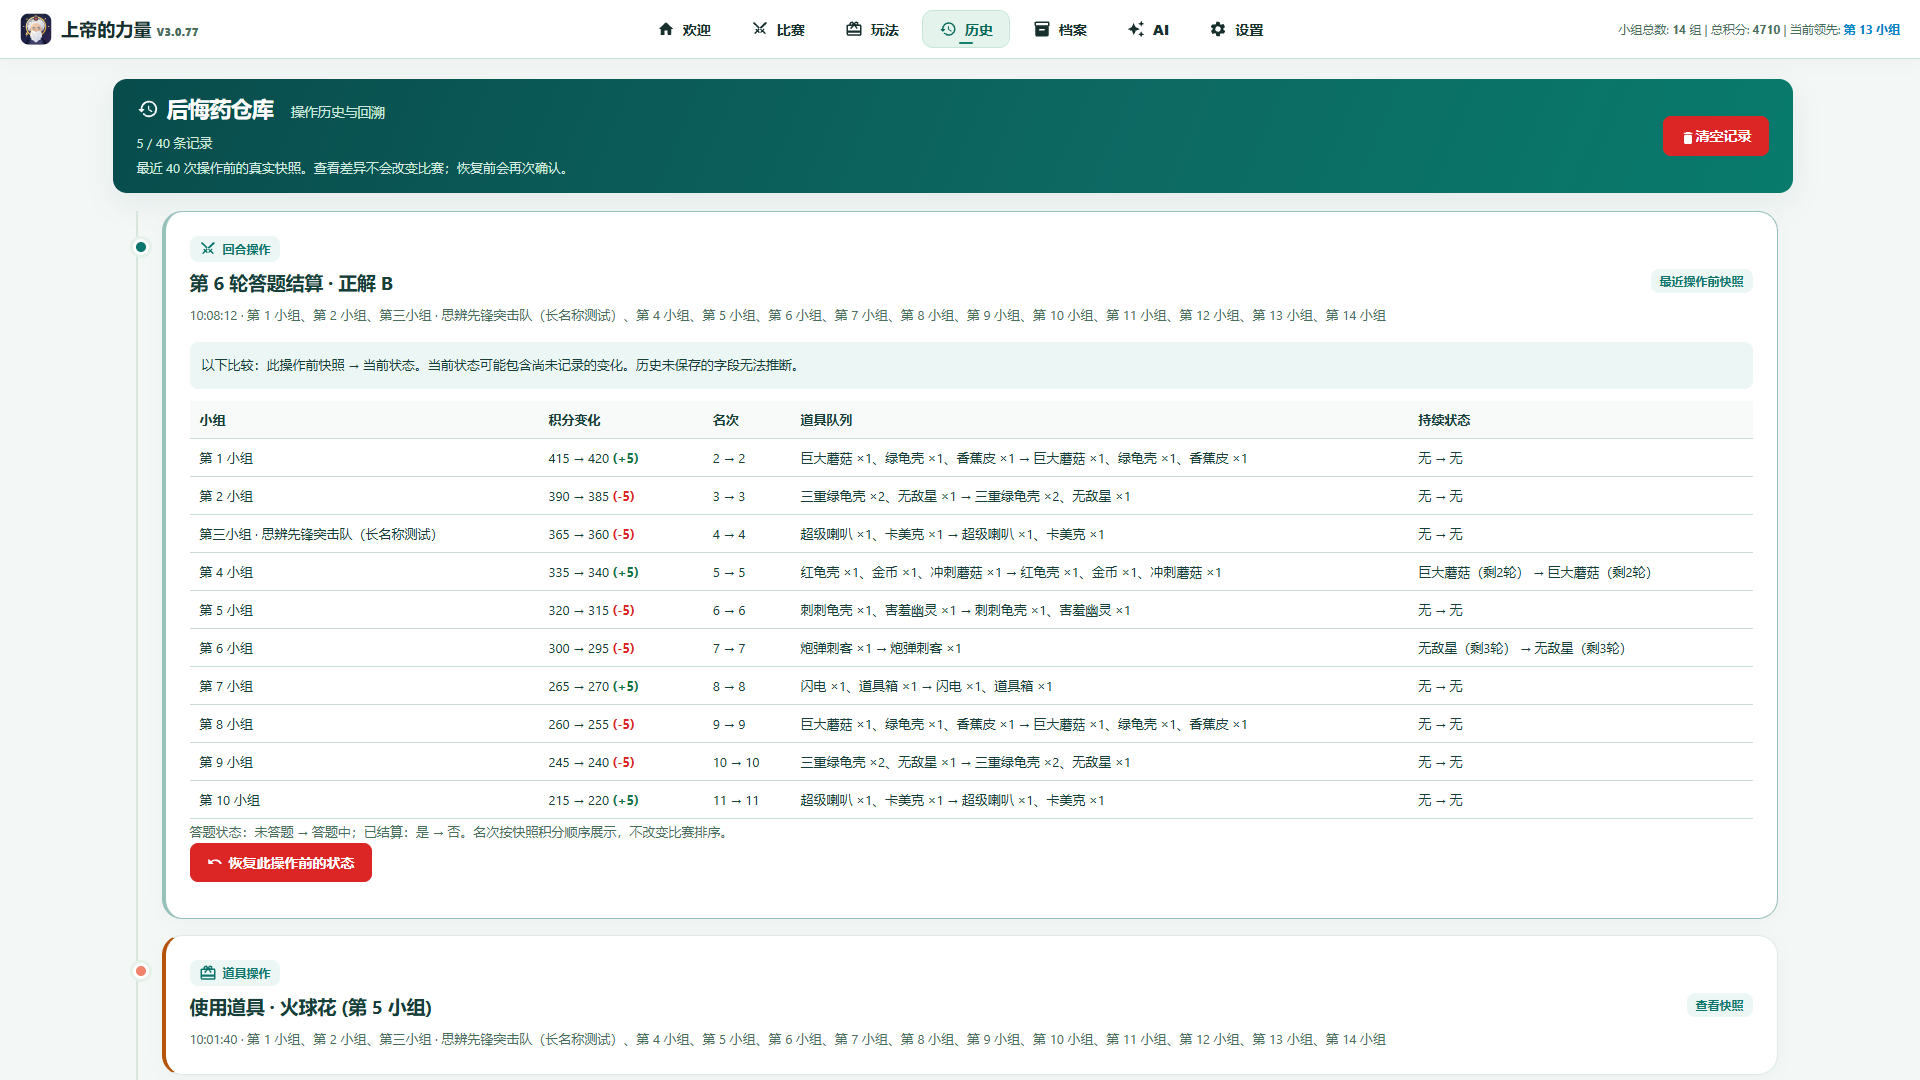 上帝的力量 V3.0.77
欢迎 比赛 玩法 历史 档案 AI 设置
小组总数: 14 组 | 总积分: 4710 | 当前领先: 第 13 小组
后悔药仓库 操作历史与回溯
5 / 40 条记录
最近 40 次操作前的真实快照。查看差异不会改变比赛；恢复前会再次确认。
清空记录
回合操作
第 6 轮答题结算 · 正解 B
最近操作前快照
10:08:12 · 第 1 小组、第 2 小组、第三小组 · 思辨先锋突击队（长名称测试）、第 4 小组、第 5 小组、第 6 小组、第 7 小组、第 8 小组、第 9 小组、第 10 小组、第 11 小组、第 12 小组、第 13 小组、第 14 小组
以下比较：此操作前快照 → 当前状态。当前状态可能包含尚未记录的变化。历史未保存的字段无法推断。
小组 积分变化 名次 道具队列 持续状态
第 1 小组 415 → 420 (+5) 2 → 2 巨大蘑菇 ×1、绿龟壳 ×1、香蕉皮 ×1 → 巨大蘑菇 ×1、绿龟壳 ×1、香蕉皮 ×1 无 → 无
第 2 小组 390 → 385 (-5) 3 → 3 三重绿龟壳 ×2、无敌星 ×1 → 三重绿龟壳 ×2、无敌星 ×1 无 → 无
第三小组 · 思辨先锋突击队（长名称测试） 365 → 360 (-5) 4 → 4 超级喇叭 ×1、卡美克 ×1 → 超级喇叭 ×1、卡美克 ×1 无 → 无
第 4 小组 335 → 340 (+5) 5 → 5 红龟壳 ×1、金币 ×1、冲刺蘑菇 ×1 → 红龟壳 ×1、金币 ×1、冲刺蘑菇 ×1 巨大蘑菇（剩2轮） → 巨大蘑菇（剩2轮）
第 5 小组 320 → 315 (-5) 6 → 6 刺刺龟壳 ×1、害羞幽灵 ×1 → 刺刺龟壳 ×1、害羞幽灵 ×1 无 → 无
第 6 小组 300 → 295 (-5) 7 → 7 炮弹刺客 ×1 → 炮弹刺客 ×1 无敌星（剩3轮） → 无敌星（剩3轮）
第 7 小组 265 → 270 (+5) 8 → 8 闪电 ×1、道具箱 ×1 → 闪电 ×1、道具箱 ×1 无 → 无
第 8 小组 260 → 255 (-5) 9 → 9 巨大蘑菇 ×1、绿龟壳 ×1、香蕉皮 ×1 → 巨大蘑菇 ×1、绿龟壳 ×1、香蕉皮 ×1 无 → 无
第 9 小组 245 → 240 (-5) 10 → 10 三重绿龟壳 ×2、无敌星 ×1 → 三重绿龟壳 ×2、无敌星 ×1 无 → 无
第 10 小组 215 → 220 (+5) 11 → 11 超级喇叭 ×1、卡美克 ×1 → 超级喇叭 ×1、卡美克 ×1 无 → 无
答题状态：未答题 → 答题中；已结算：是 → 否。名次按快照积分顺序展示，不改变比赛排序。
恢复此操作前的状态
道具操作
使用道具 · 火球花 (第 5 小组)
查看快照
10:01:40 · 第 1 小组、第 2 小组、第三小组 · 思辨先锋突击队（长名称测试）、第 4 小组、第 5 小组、第 6 小组、第 7 小组、第 8 小组、第 9 小组、第 10 小组、第 11 小组、第 12 小组、第 13 小组、第 14 小组